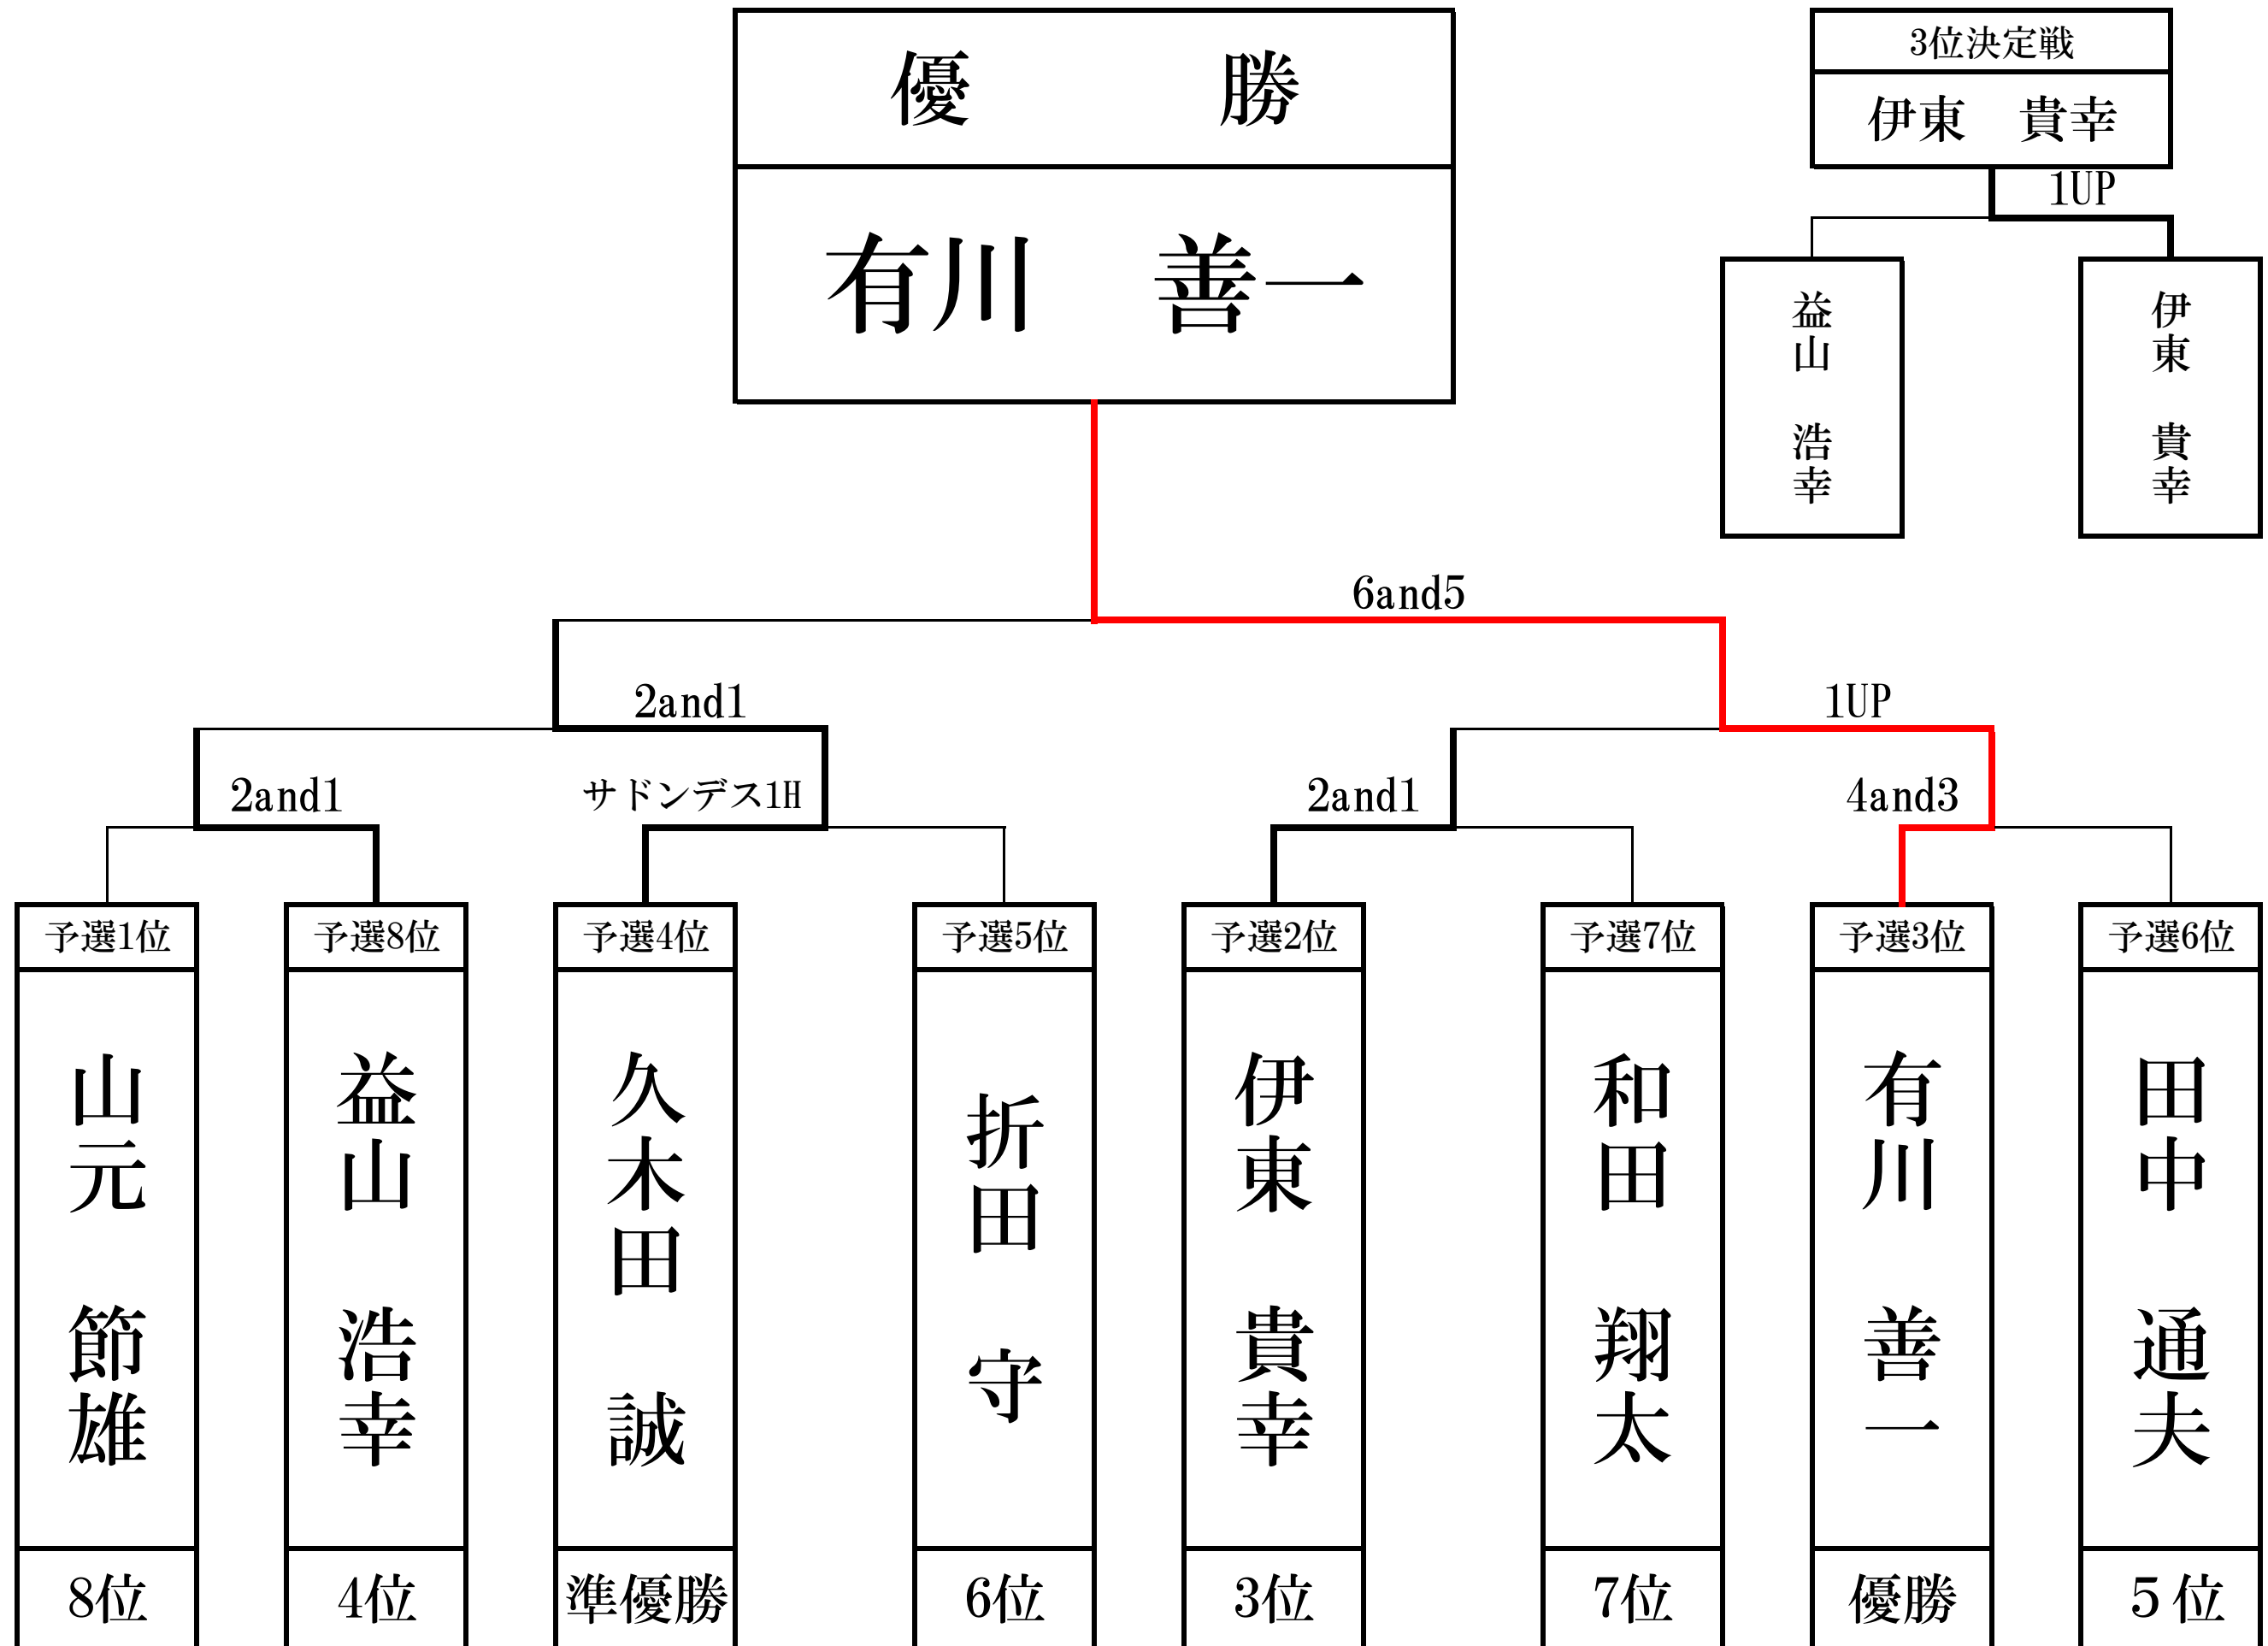 優 勝
有川 善一
3位決定戦
伊東 貴幸
1UP
益山 浩幸
伊東 貴幸
6and5
2and1
1UP
2and1
サドンデス1H
2and1
4and3
予選1位
山元 節雄
8位
予選8位
益山 浩幸
4位
予選4位
久木田 誠
準優勝
予選5位
折田 守
6位
予選2位
伊東 貴幸
3位
予選7位
和田 翔太
7位
予選3位
有川 善一
優勝
予選6位
田中 通夫
5位